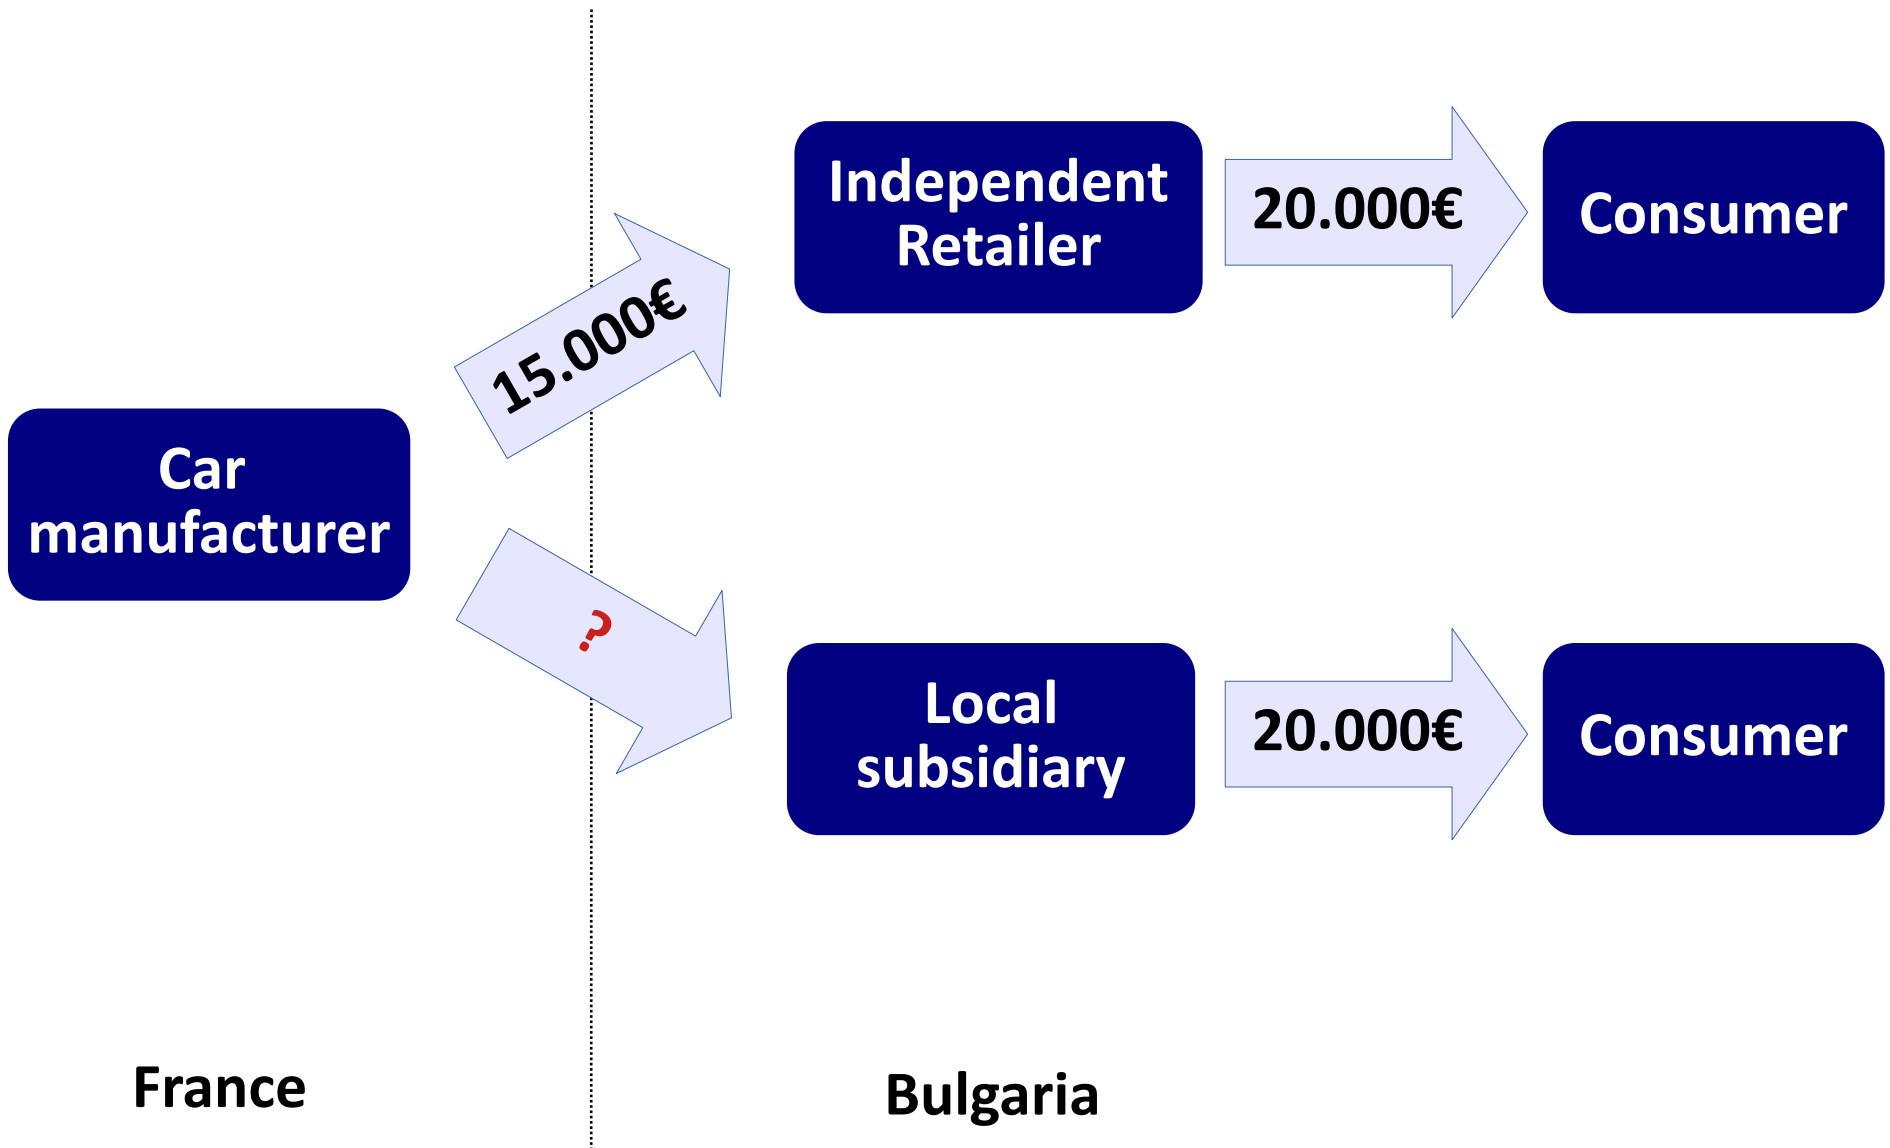 Independent
Retailer
20.000€
Consumer
15.000€
Car
manufacturer
?
Local
subsidiary
20.000€
Consumer
France
Bulgaria